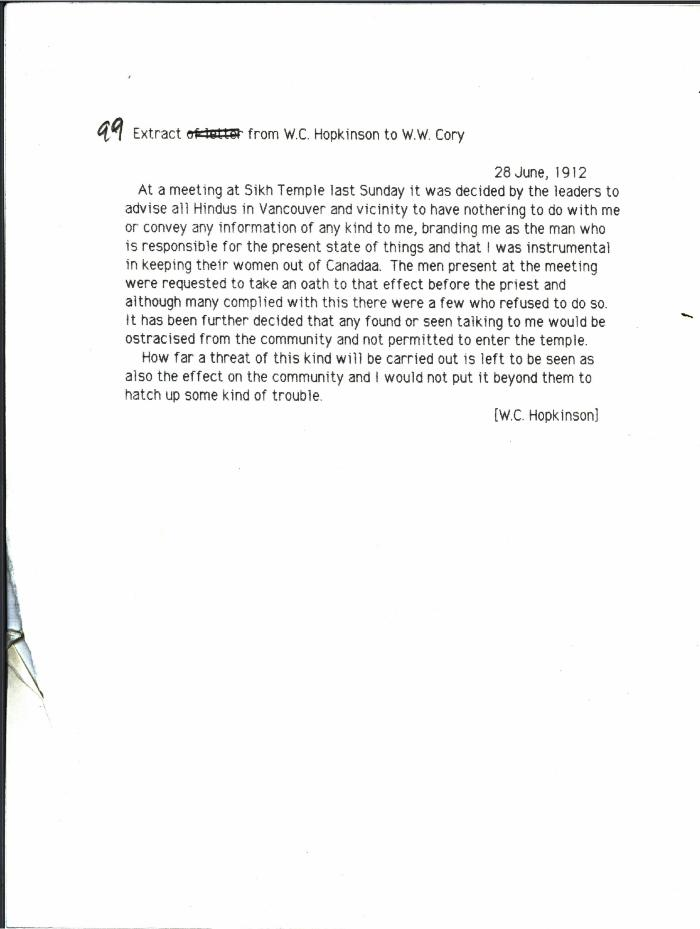 99 Extract of letter from W.C. Hopkinson to W.W. Cory
28 June, 1912
At a meeting at Sikh Temple last Sunday it was decided by the leaders to
advise all Hindus in Vancouver and vicinity to have nothering to do with me
or convey any information of any kind to me, branding me as the man who
is responsible for the present state of things and that I was instrumental
in keeping their women out of Canadaa. The men present at the meeting
were requested to take an oath to that effect before the priest and
although many complied with this there were a few who refused to do so.
It has been further decided that any found or seen talking to me would be
ostracised from the community and not permitted to enter the temple.
How far a threat of this kind will be carried out is left to be seen as
also the effect on the community and I would not put it beyond them to
hatch up some kind of trouble.
[W.C. Hopkinson]